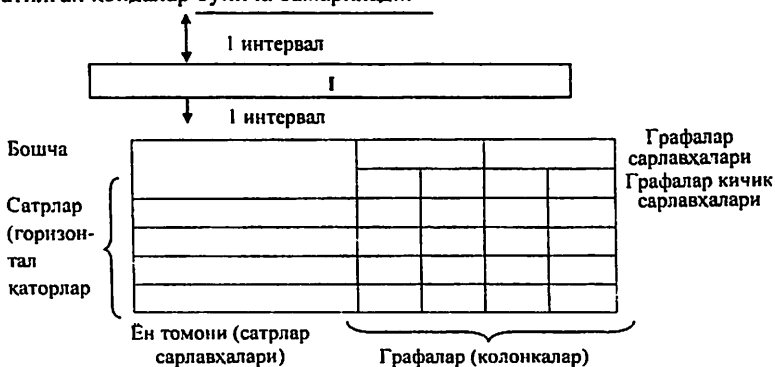 1 интервал
I
1 интервал
Бошча
Графалар
сарлавҳалари
Графалар кичик
сарлавҳалари
Сатрлар
(горизон-
тал
қаторлар
Ён томони (сатрлар
сарлавҳалари)
Графалар (колонкалар)